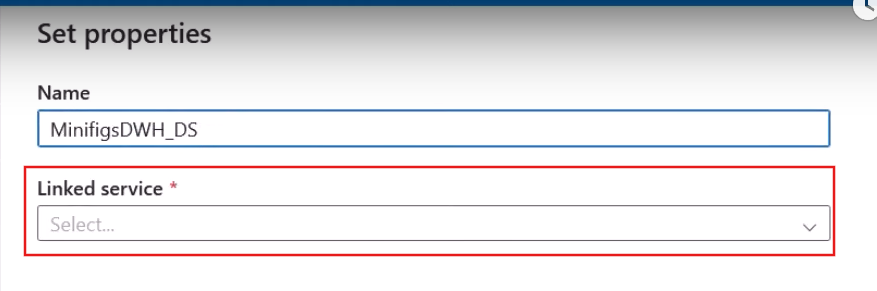 Set properties
Name
MinifigsDWH_DS
Linked service *
Select...